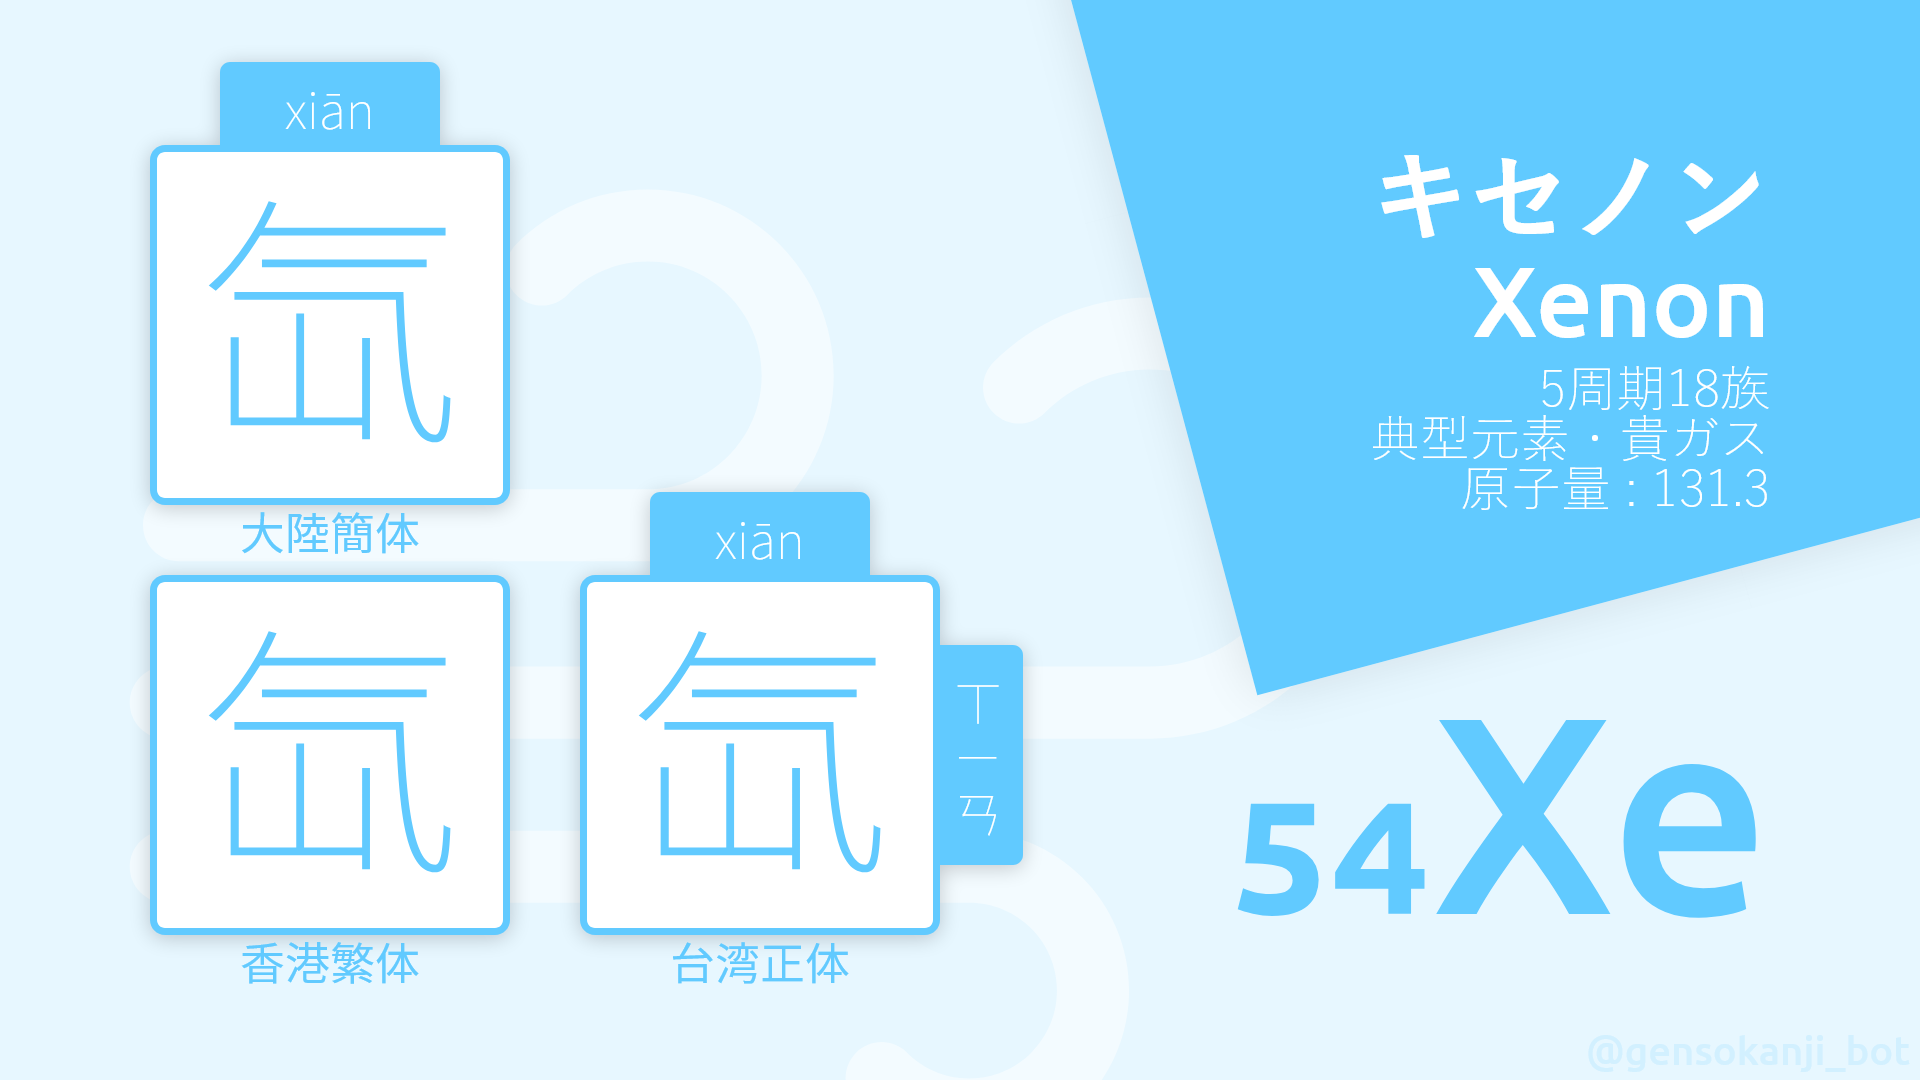 xiān
氙
大陸簡体
氙
香港繁体
xiān
氙
ㄒㄧㄢ
台湾正体
キセノン
Xenon
5周期18族
典型元素・貴ガス
原子量：131.3
54Xe
@gensokanji_bot